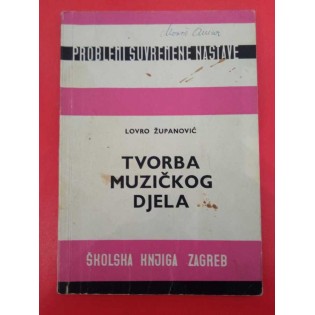 PROBLEMI SUVREMENE NASTAVE
LOVRO ŽUPANOVIĆ
TVORBA
MUZIČKOG
DJELA
ŠKOLSKA KNJIGA ZAGREB